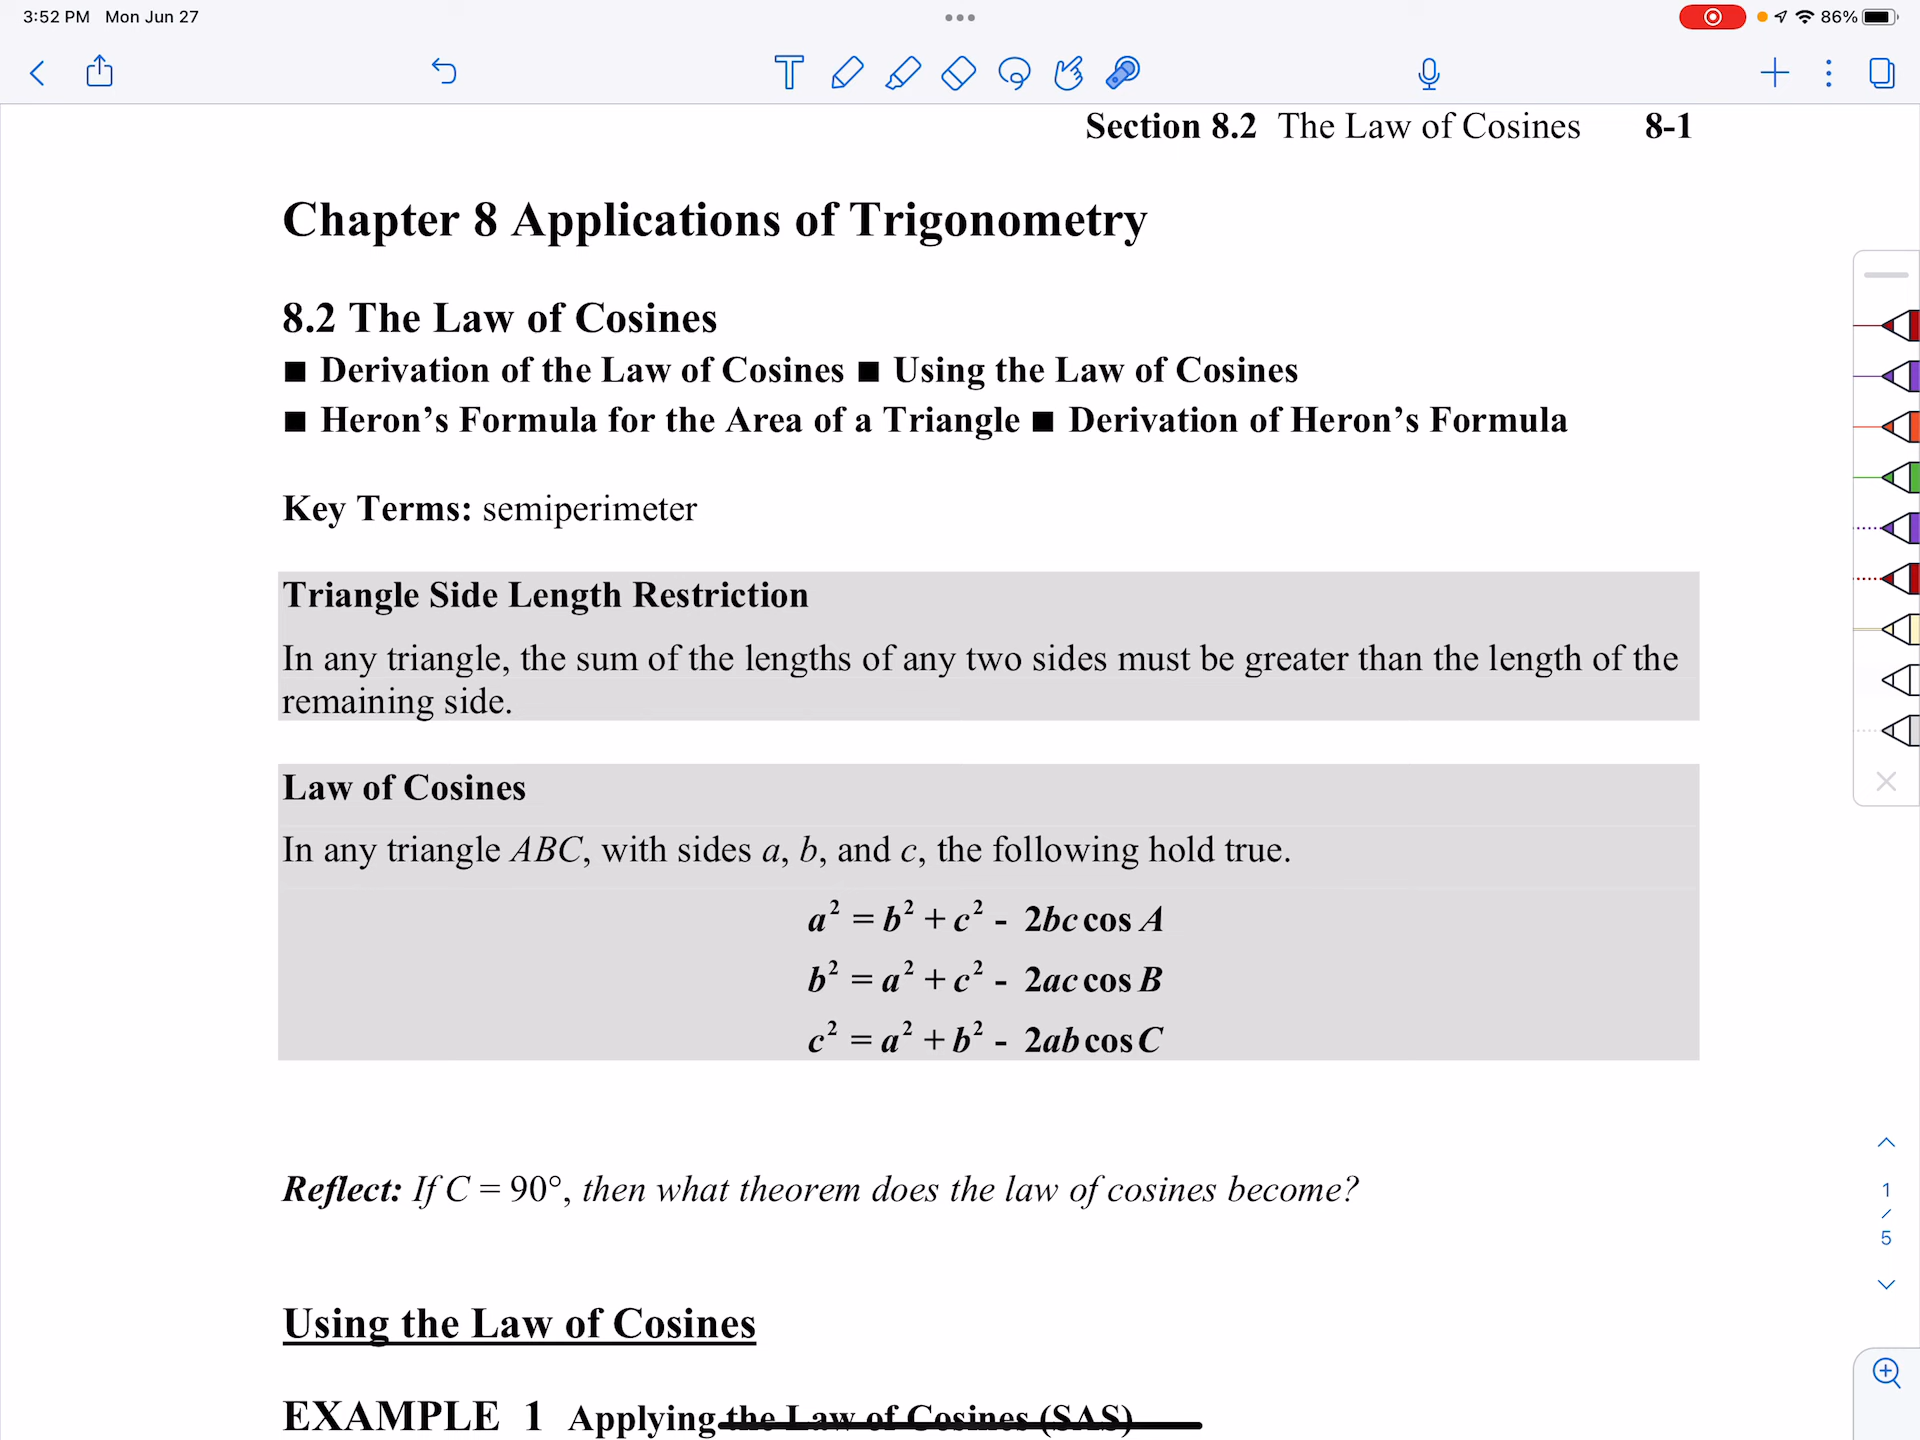 3:52 PM Mon Jun 27
86%
Section 8.2 The Law of Cosines 8-1
Chapter 8 Applications of Trigonometry
8.2 The Law of Cosines
■ Derivation of the Law of Cosines ■ Using the Law of Cosines
■ Heron’s Formula for the Area of a Triangle ■ Derivation of Heron’s Formula
Key Terms: semiperimeter
Triangle Side Length Restriction
In any triangle, the sum of the lengths of any two sides must be greater than the length of the
remaining side.
Law of Cosines
In any triangle ABC, with sides a, b, and c, the following hold true.
a² = b² + c² - 2bc cos A
b² = a² + c² - 2ac cos B
c² = a² + b² - 2ab cos C
Reflect: If C = 90°, then what theorem does the law of cosines become?
1
/
5
Using the Law of Cosines
EXAMPLE 1 Applying the Law of Cosines (SAS)